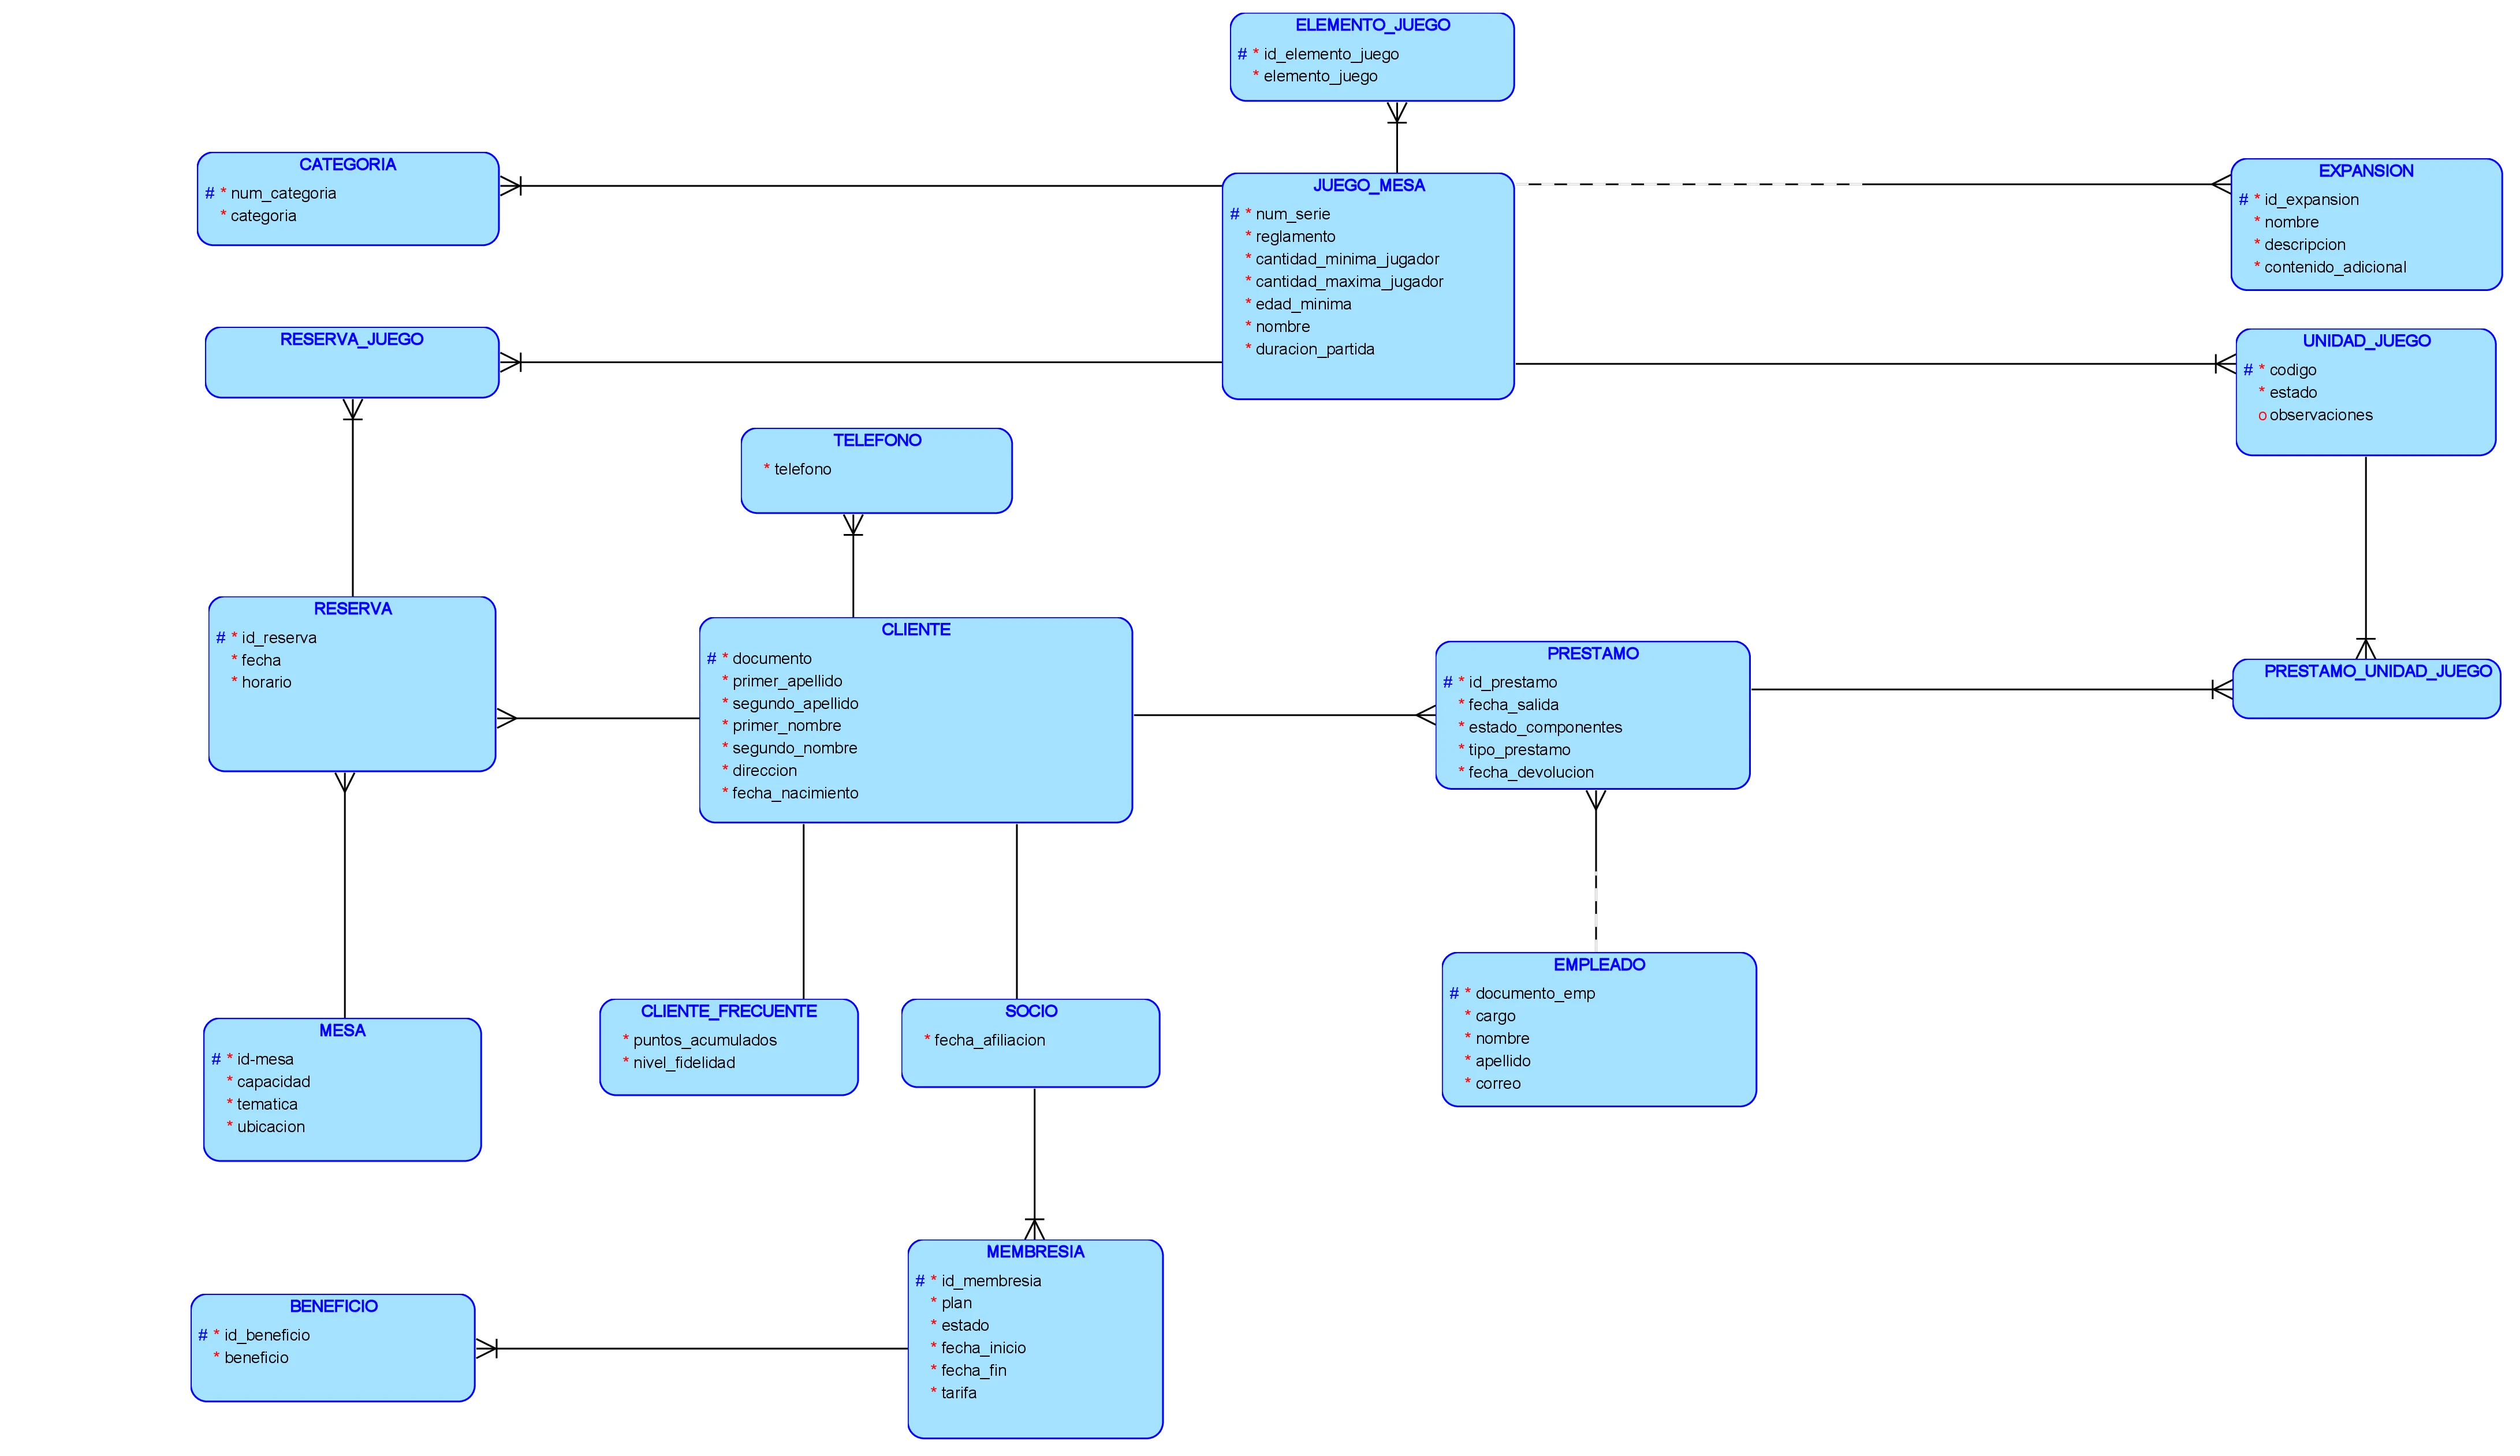 ELEMENTO_JUEGO
# * id_elemento_juego
* elemento_juego
CATEGORIA
# * num_categoria
* categoria
JUEGO_MESA
# * num_serie
* reglamento
* cantidad_minima_jugador
* cantidad_maxima_jugador
* edad_minima
* nombre
* duracion_partida
EXPANSION
# * id_expansion
* nombre
* descripcion
* contenido_adicional
RESERVA_JUEGO
UNIDAD_JUEGO
# * codigo
* estado
o observaciones
TELEFONO
* telefono
RESERVA
# * id_reserva
* fecha
* horario
CLIENTE
# * documento
* primer_apellido
* segundo_apellido
* primer_nombre
* segundo_nombre
* direccion
* fecha_nacimiento
PRESTAMO
# * id_prestamo
* fecha_salida
* estado_componentes
* tipo_prestamo
* fecha_devolucion
PRESTAMO_UNIDAD_JUEGO
MESA
# * id-mesa
* capacidad
* tematica
* ubicacion
CLIENTE_FRECUENTE
* puntos_acumulados
* nivel_fidelidad
SOCIO
* fecha_afiliacion
EMPLEADO
# * documento_emp
* cargo
* nombre
* apellido
* correo
BENEFICIO
# * id_beneficio
* beneficio
MEMBRESIA
# * id_membresia
* plan
* estado
* fecha_inicio
* fecha_fin
* tarifa